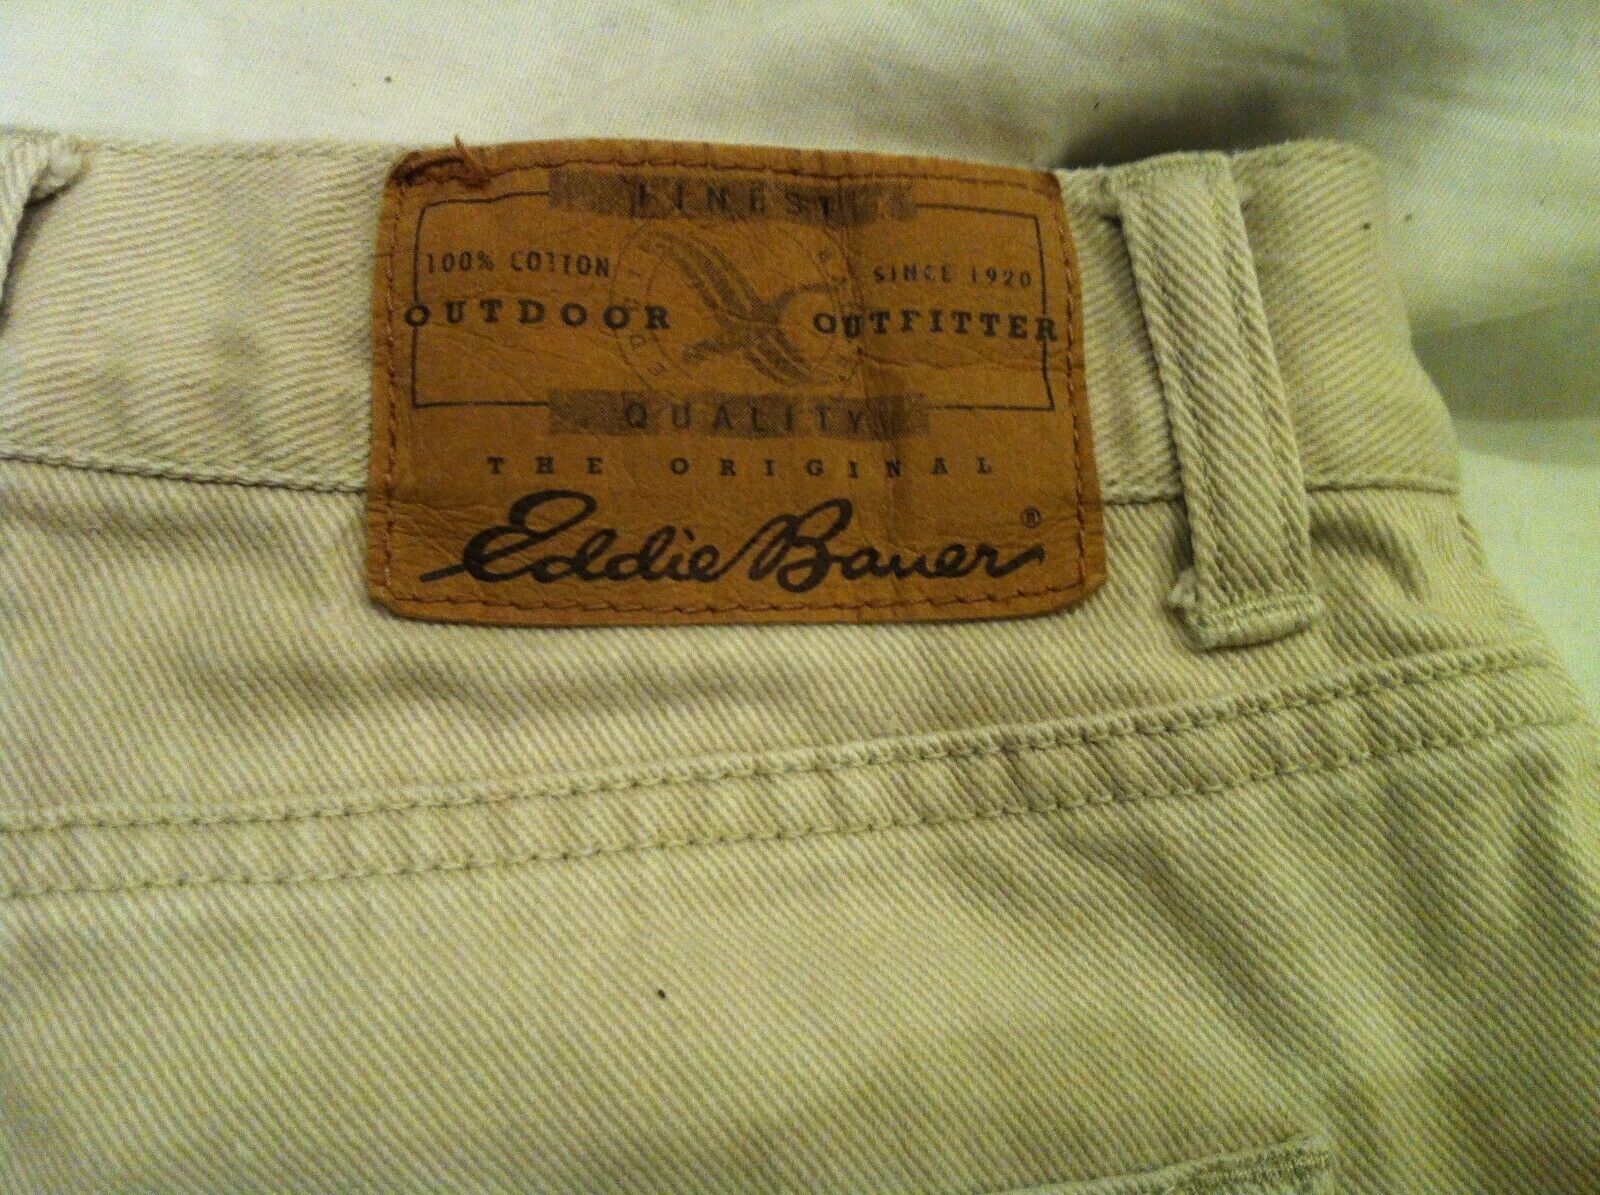 FINEST
100% COTTON SINCE 1920
OUTDOOR OUTFITTER
QUALITY
THE ORIGINAL
Eddie Bauer ®